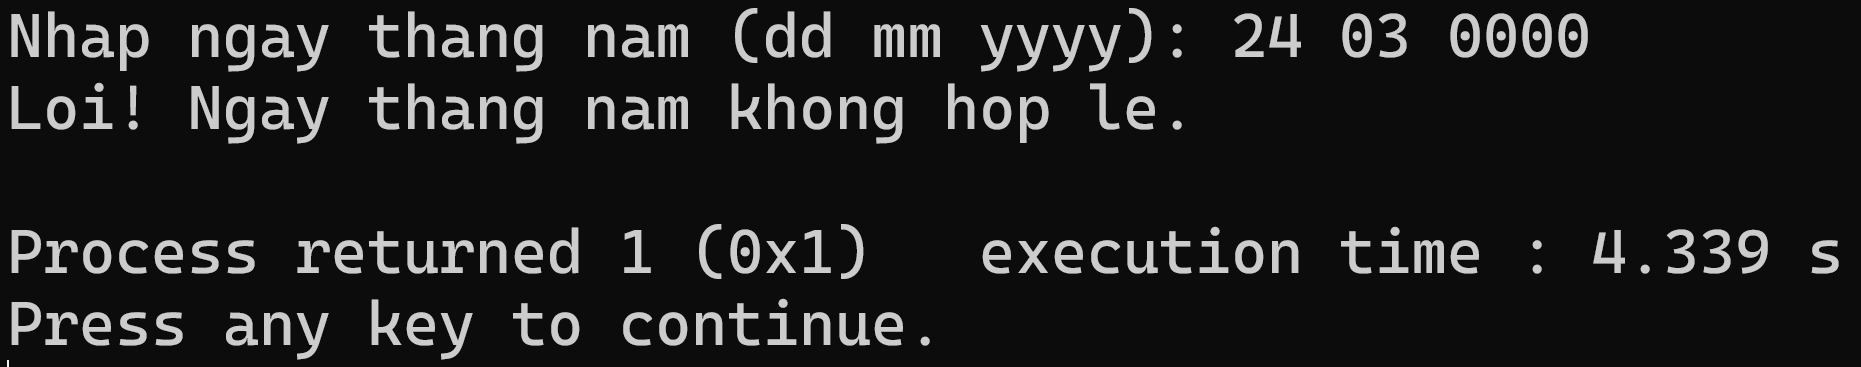 Nhap ngay thang nam (dd mm yyyy): 24 03 0000
Loi! Ngay thang nam khong hop le.
Process returned 1 (0x1)   execution time : 4.339 s
Press any key to continue.